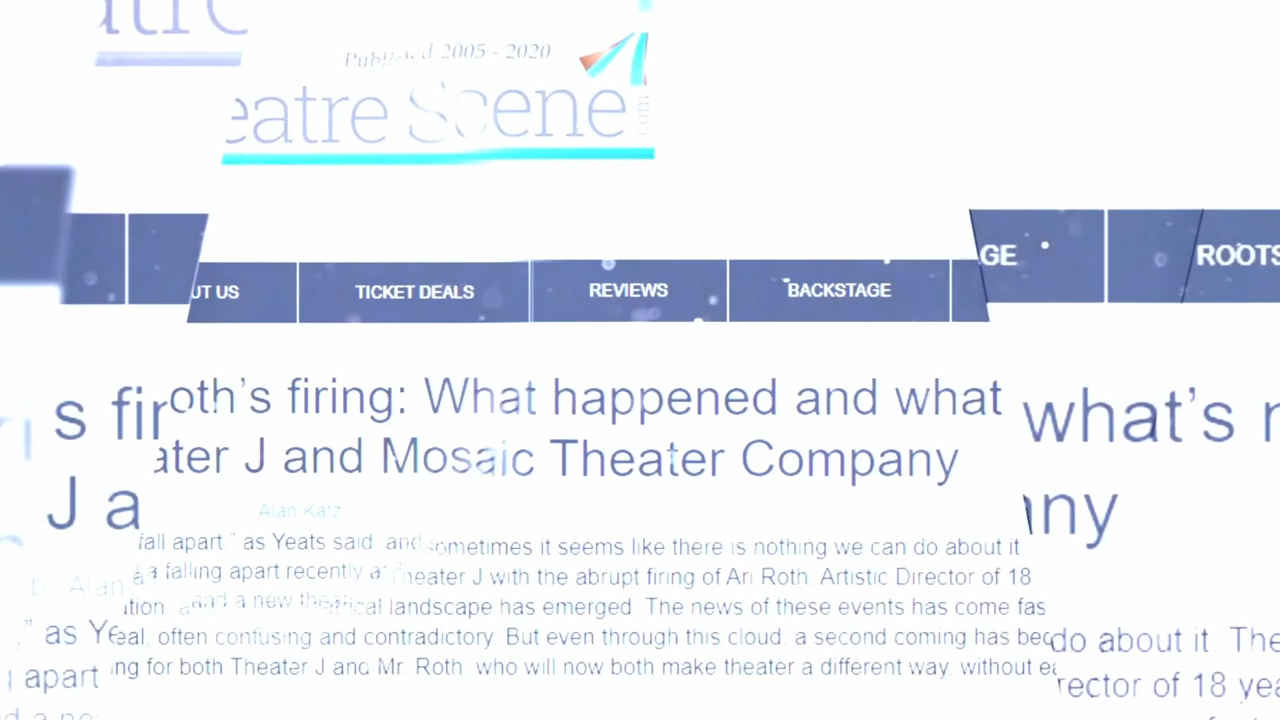 atre
Published 2005 - 2020
eatre Scene
com
UT US TICKET DEALS REVIEWS BACKSTAGE GE ROOTS
s fir oth's firing: What happened and what what's
J a ater J and Mosaic Theater Company ny
by Alan Alan Katz
fall apart." as Yeats said, and sometimes it seems like there is nothing we can do about it
a falling apart recently a Theater J with the abrupt firing of Ari Roth, Artistic Director of 18
ation, and a new theatrical landscape has emerged. The news of these events has come fas
," as Ye eal, often confusing and contradictory. But even through this cloud, a second coming has bec do about it. The
apart ing for both Theater J and Mr. Roth, who will now both make theater a different way, without ea rector of 18 yea
d a ne